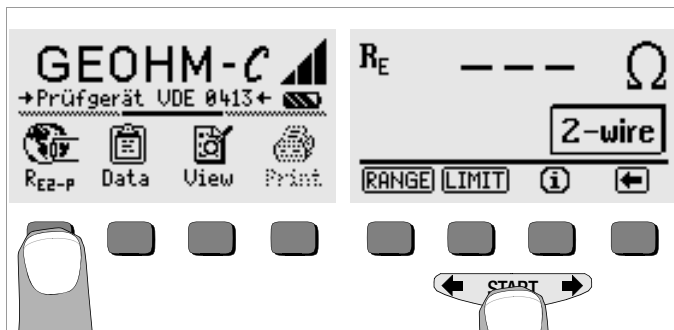 GEOHM-C
→Prüfgerät VDE 0413←
RE2-P Data View Print
RE --- Ω
2-wire
RANGE LIMIT i ←
START